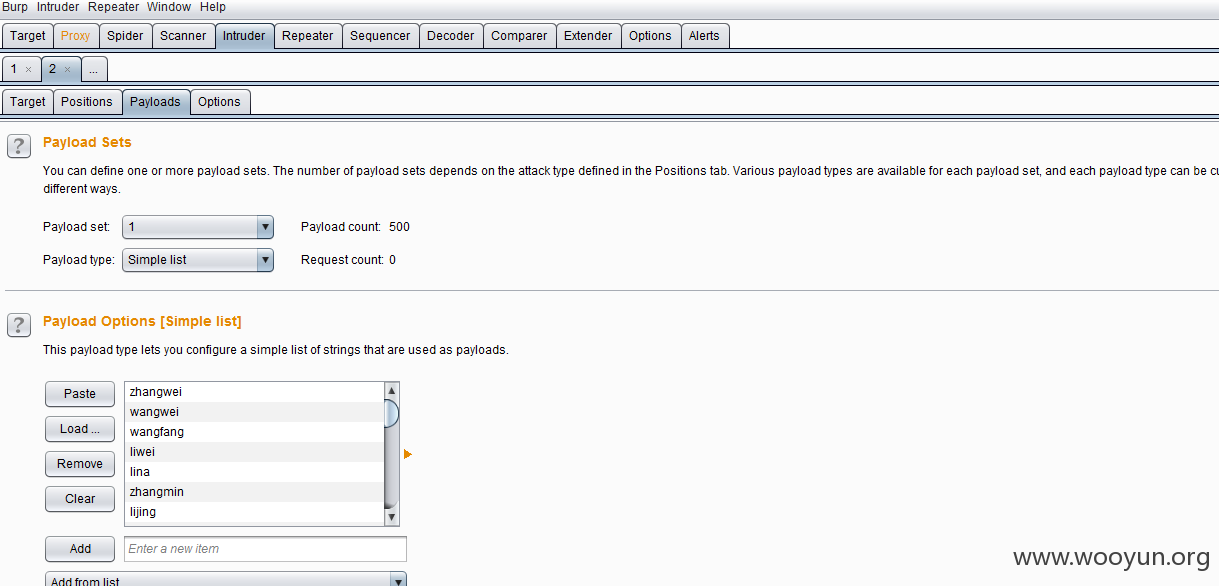 Burp Intruder Repeater Window Help
Target Proxy Spider Scanner Intruder Repeater Sequencer Decoder Comparer Extender Options Alerts
1 × 2 × ...
Target Positions Payloads Options
? Payload Sets
You can define one or more payload sets. The number of payload sets depends on the attack type defined in the Positions tab. Various payload types are available for each payload set, and each payload type can be cu
different ways.
Payload set: 1 Payload count: 500
Payload type: Simple list Request count: 0
? Payload Options [Simple list]
This payload type lets you configure a simple list of strings that are used as payloads.
Paste
Load ...
Remove
Clear
zhangwei
wangwei
wangfang
liwei
lina
zhangmin
lijing
Add Enter a new item
Add from list
www.wooyun.org